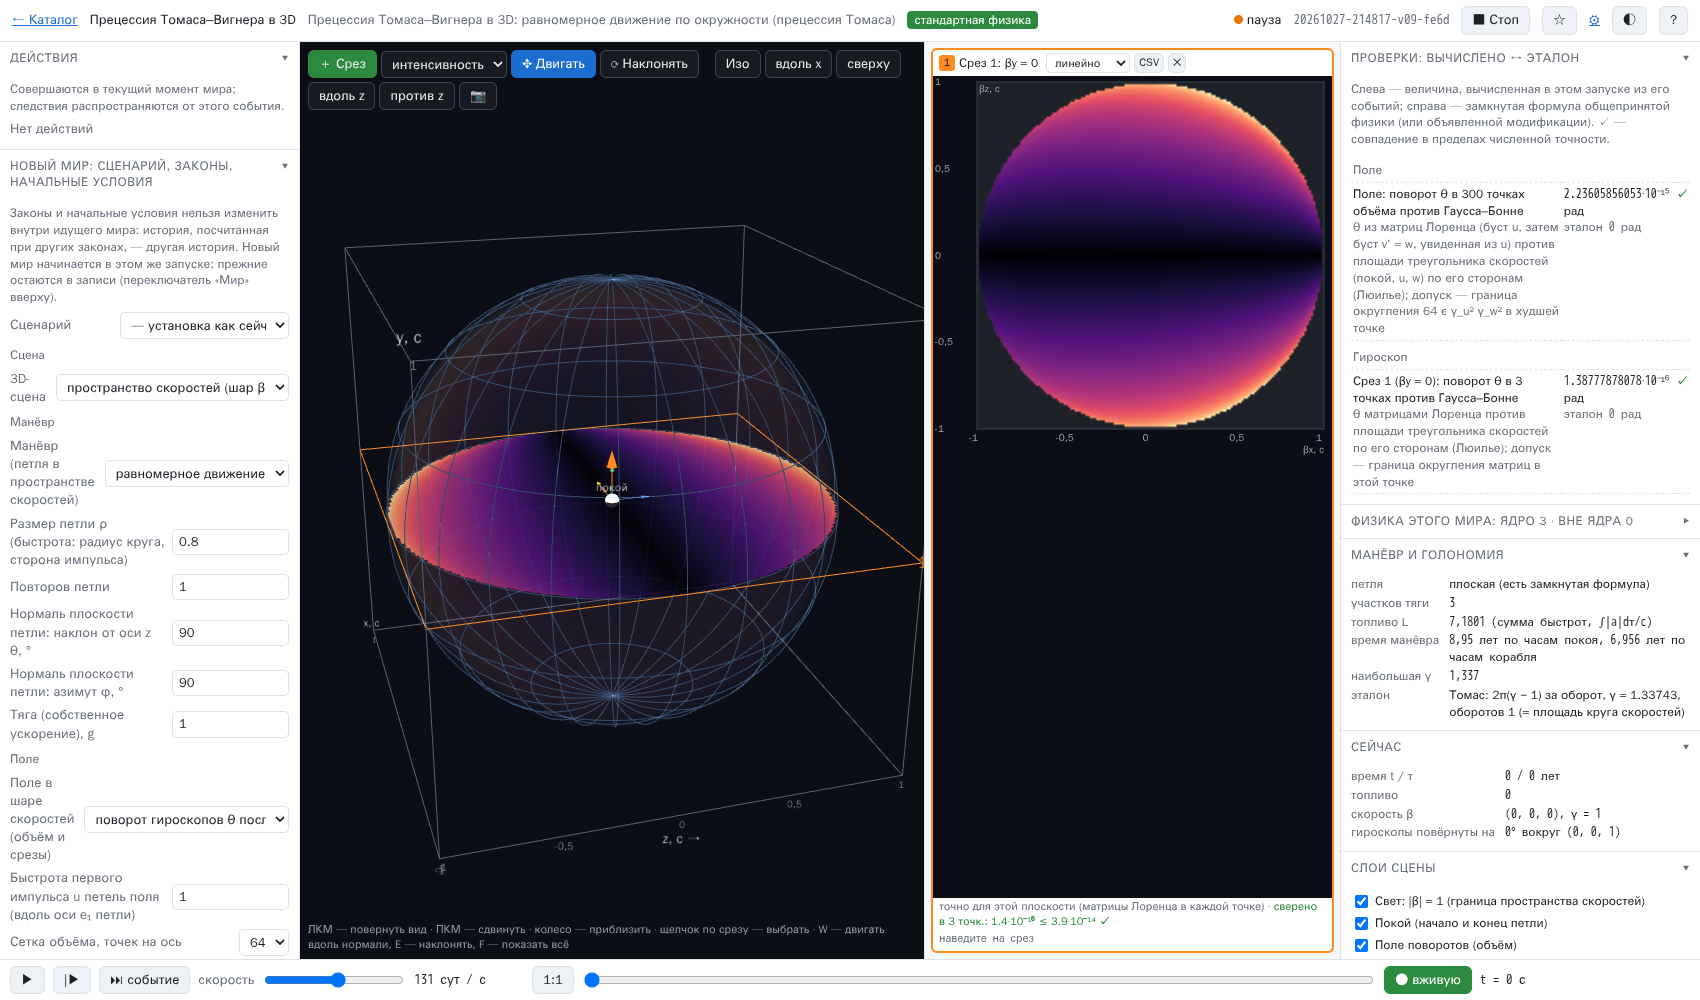 ← Каталог Прецессия Томаса—Вигнера в 3D Прецессия Томаса—Вигнера в 3D: равномерное движение по окружности (прецессия Томаса) стандартная физика пауза 20261027-214817-v09-fe6d Стоп ☆ ⚙ ?
ДЕЙСТВИЯ
Совершаются в текущий момент мира;
следствия распространяются от этого события.
Нет действий
НОВЫЙ МИР: СЦЕНАРИЙ, ЗАКОНЫ,
НАЧАЛЬНЫЕ УСЛОВИЯ
Законы и начальные условия нельзя изменить
внутри идущего мира: история, посчитанная
при других законах, — другая история. Новый
мир начинается в этом же запуске; прежние
остаются в записи (переключатель «Мир»
вверху).
Сценарий — установка как сейч
Сцена
3D-
сцена
пространство скоростей (шар β
Манёвр
Манёвр
(петля в
пространстве
скоростей)
равномерное движение
Размер петли ρ
(быстрота: радиус круга,
сторона импульса)
0.8
Повторов петли 1
Нормаль плоскости
петли: наклон от оси z
θ, °
90
Нормаль плоскости
петли: азимут φ, °
90
Тяга (собственное
ускорение), g
1
Поле
Поле в
шаре
скоростей
(объём и
срезы)
поворот гироскопов θ посл
Быстрота первого
импульса u петель поля
(вдоль оси e₁ петли)
1
Сетка объёма, точек на ось 64
+ Срез интенсивность ✥ Двигать ⟳ Наклонять Изо вдоль x сверху
вдоль z против z
y, c
1
покой
x, c
1
1
0,5
0
z, c →
-0,5
ЛКМ — повернуть вид · ПКМ — сдвинуть · колесо — приблизить · щелчок по срезу — выбрать · W — двигать
вдоль нормали, E — наклонять, F — показать всё
1 Срез 1: βy = 0 линейно CSV ✕
1
βz, c
0,5
0
-0,5
-1
-1 -0,5 0 0,5 1
βx, c
точно для этой плоскости (матрицы Лоренца в каждой точке) · сверено
в 3 точк.: 1.4·10⁻¹⁶ ≤ 3.9·10⁻¹⁴ ✓
наведите на срез
ПРОВЕРКИ: ВЫЧИСЛЕНО ↔ ЭТАЛОН
Слева — величина, вычисленная в этом запуске из его
событий; справа — замкнутая формула общепринятой
физики (или объявленной модификации). ✓ —
совпадение в пределах численной точности.
Поле
Поле: поворот θ в 300 точках
объёма против Гаусса—Бонне
2.23605856053·10⁻¹⁵ ✓
рад
эталон 0 рад
θ из матриц Лоренца (буст u, затем
буст v' = w, увиденная из u) против
площади треугольника скоростей
(покой, u, w) по его сторонам
(Люилье); допуск — граница
округления 64 ε γ_u² γ_w² в худшей
точке
Гироскоп
Срез 1 (βy = 0): поворот θ в 3
точках против Гаусса—Бонне
1.38777878078·10⁻¹⁶ ✓
рад
эталон 0 рад
θ матрицами Лоренца против
площади треугольника скоростей
по его сторонам (Люилье); допуск
— граница округления матриц в
этой точке
ФИЗИКА ЭТОГО МИРА: ЯДРО 3 · ВНЕ ЯДРА 0
МАНЁВР И ГОЛОНОМИЯ
петля плоская (есть замкнутая формула)
участков тяги 3
топливо L 7,1801 (сумма быстрот, ∫|a|dτ/c)
время манёвра 8,95 лет по часам покоя, 6,956 лет по
часам корабля
наибольшая γ 1,337
эталон Томас: 2π(γ − 1) за оборот, γ = 1.33743,
оборотов 1 (= площадь круга скоростей)
СЕЙЧАС
время t / τ 0 / 0 лет
топливо 0
скорость β (0, 0, 0), γ = 1
гироскопы повёрнуты на 0° вокруг (0, 0, 1)
СЛОИ СЦЕНЫ
Свет: |β| = 1 (граница пространства скоростей)
Покой (начало и конец петли)
Поле поворотов (объём)
▶ |▶ ⏭ событие скорость 131 сут / с 1:1 вживую t = 0 с